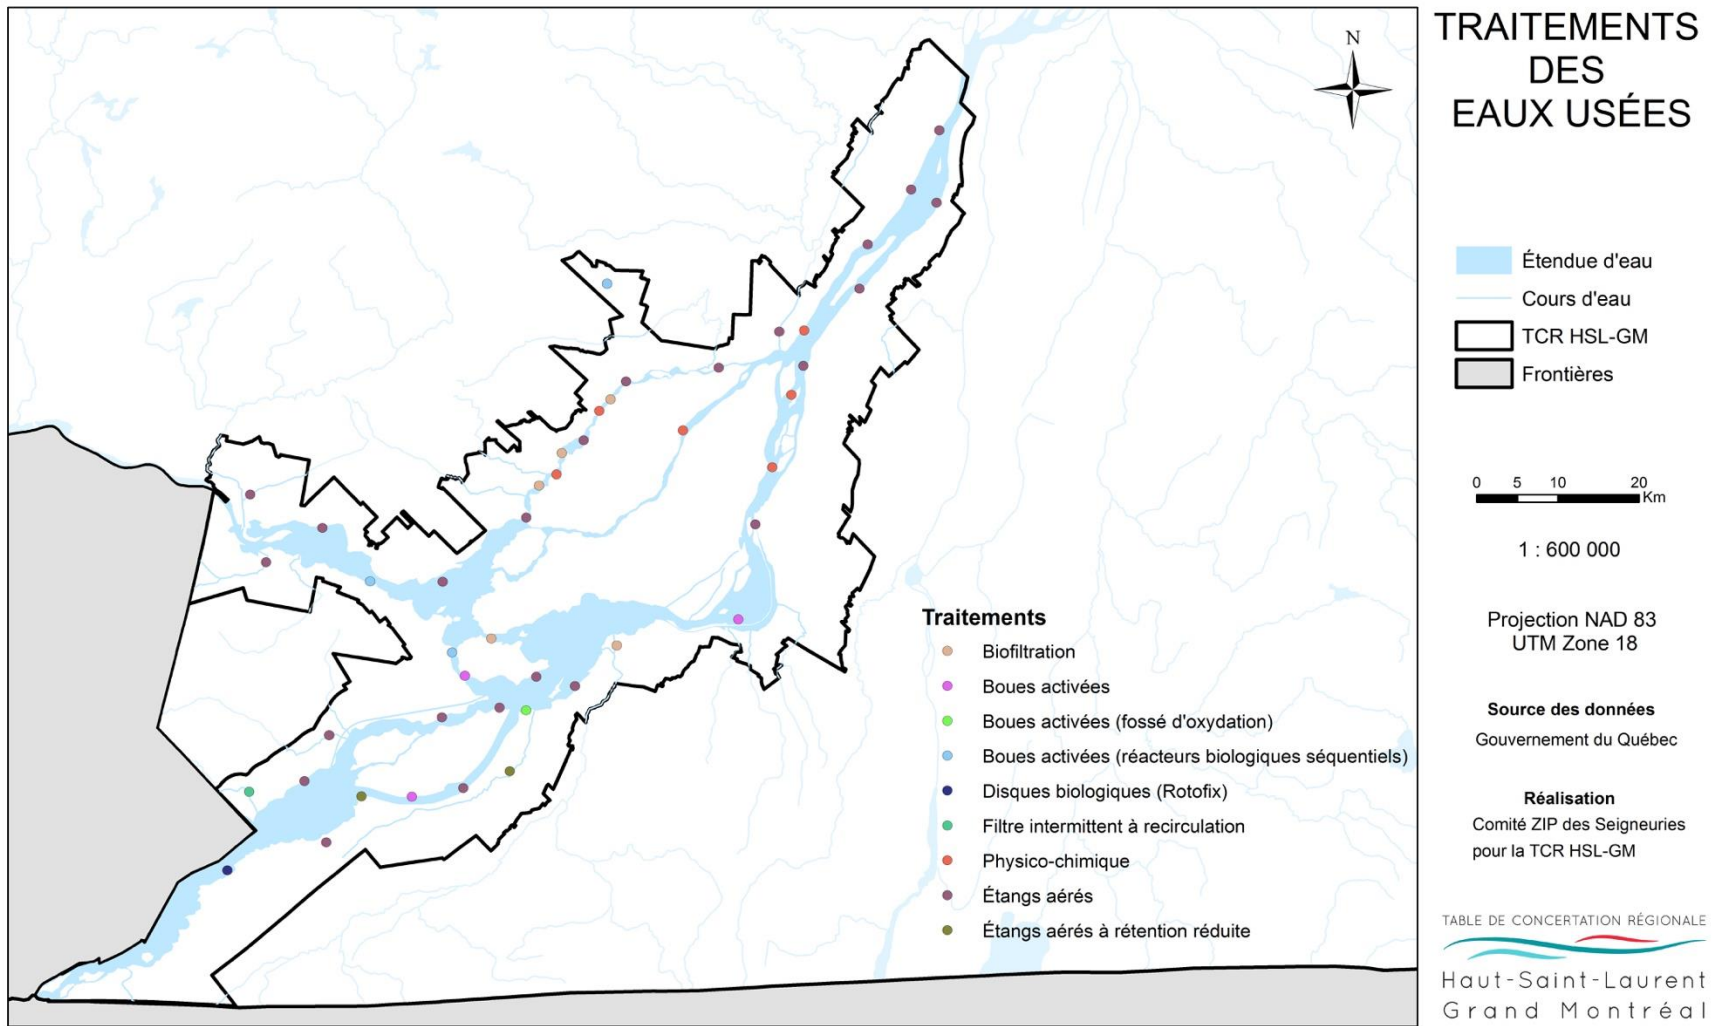 TRAITEMENTS
DES
EAUX USÉES
N
Étendue d'eau
Cours d'eau
TCR HSL-GM
Frontières
0 5 10 20
Km
1 : 600 000
Projection NAD 83
UTM Zone 18
Source des données
Gouvernement du Québec
Réalisation
Comité ZIP des Seigneuries
pour la TCR HSL-GM
TABLE DE CONCERTATION RÉGIONALE
Haut-Saint-Laurent
Grand Montréal
Traitements
Biofiltration
Boues activées
Boues activées (fossé d'oxydation)
Boues activées (réacteurs biologiques séquentiels)
Disques biologiques (Rotofix)
Filtre intermittent à recirculation
Physico-chimique
Étangs aérés
Étangs aérés à rétention réduite